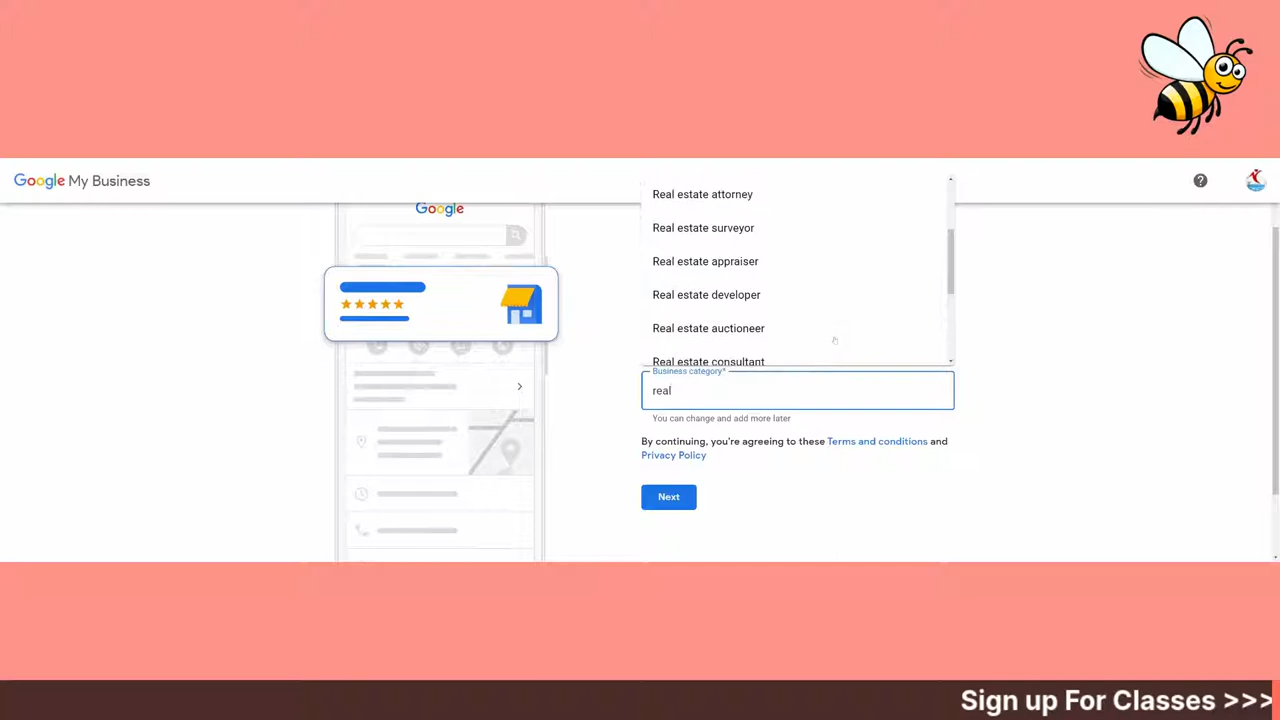 Google My Business
Google
Real estate attorney
Real estate surveyor
Real estate appraiser
Real estate developer
Real estate auctioneer
Real estate consultant
Business category*
real
You can change and add more later
By continuing, you're agreeing to these Terms and conditions and
Privacy Policy
Next
Sign up For Classes >>>